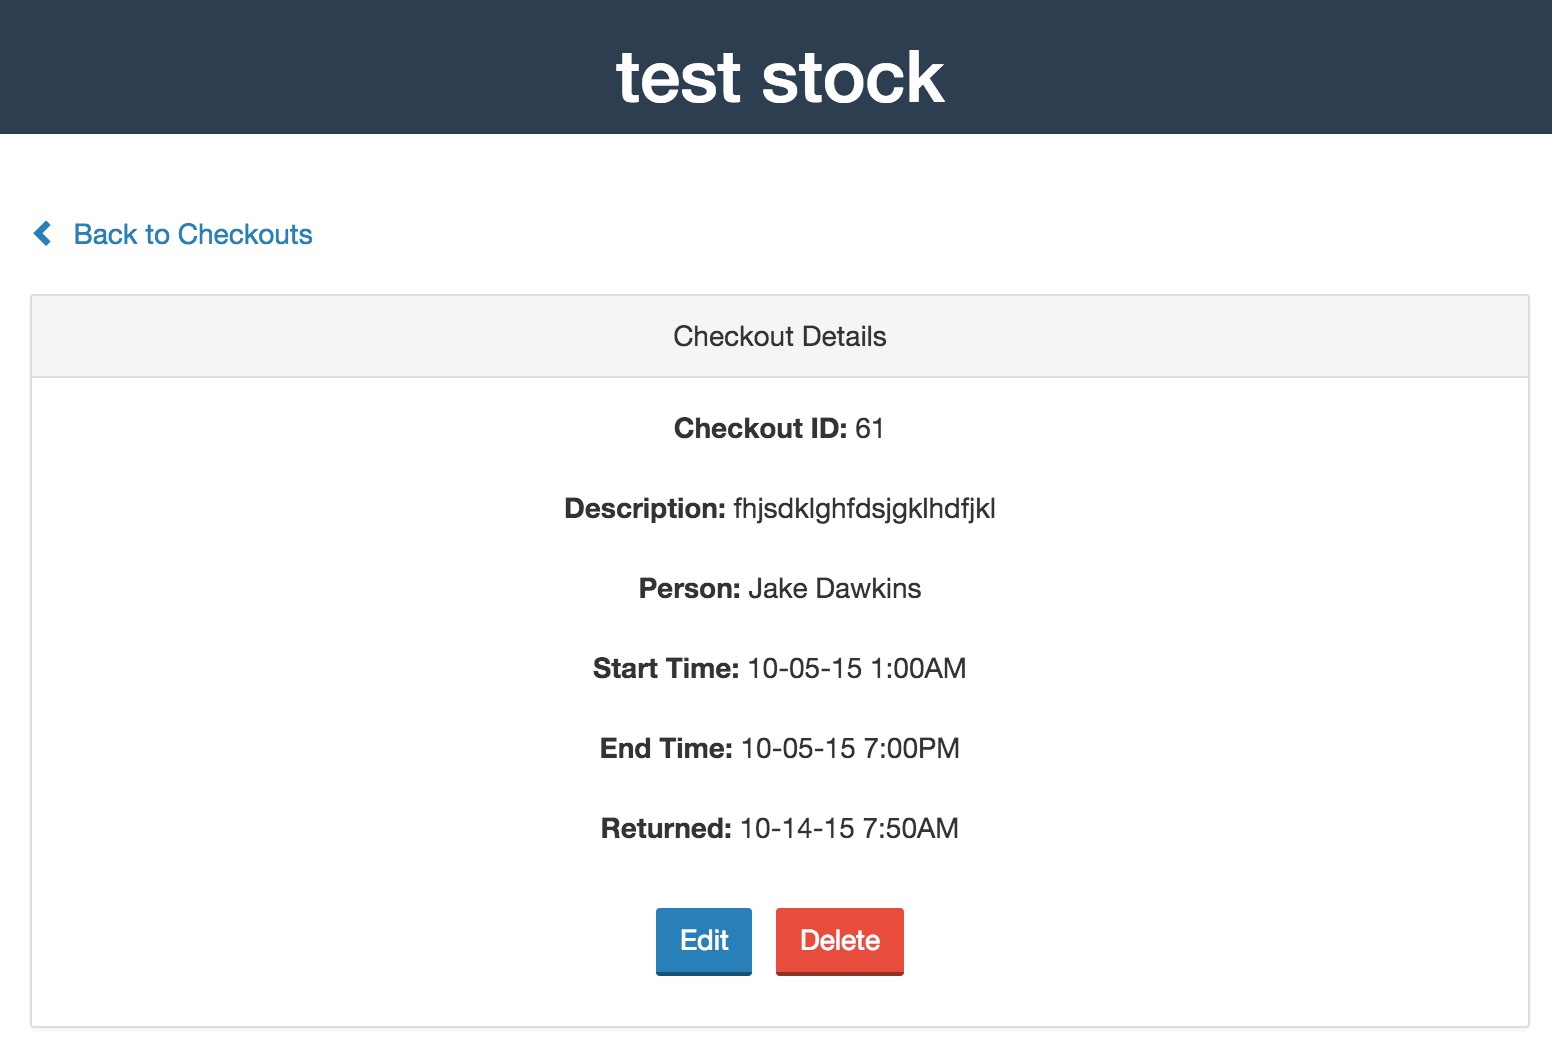 test stock
Back to Checkouts
Checkout Details
Checkout ID: 61
Description: fhjsdklghfdsjgklhdfjkl
Person: Jake Dawkins
Start Time: 10-05-15 1:00AM
End Time: 10-05-15 7:00PM
Returned: 10-14-15 7:50AM
Edit Delete